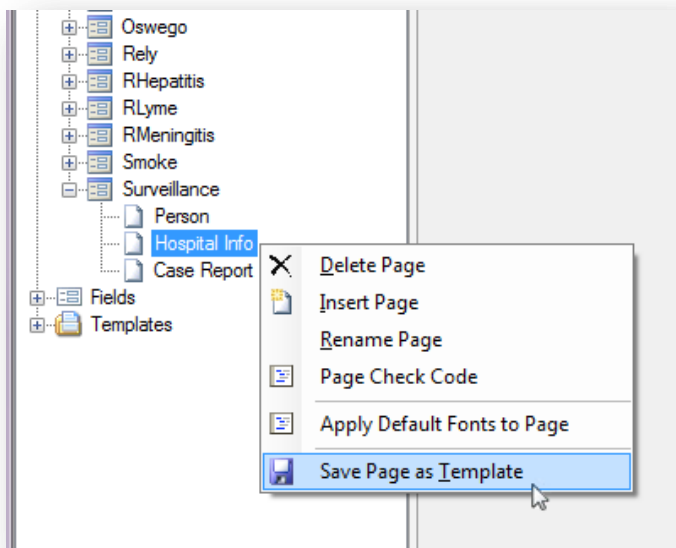 Oswego
Rely
RHepatitis
RLyme
RMeningitis
Smoke
Surveillance
Person
Hospital Info
Case Report
Fields
Templates
Delete Page
Insert Page
Rename Page
Page Check Code
Apply Default Fonts to Page
Save Page as Template